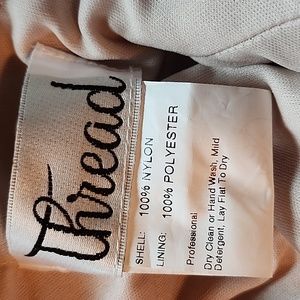 Thread
SHELL: 100% NYLON
LINING: 100% POLYESTER
Professional
Dry Clean or Hand Wash, Mild
Detergent, Lay Flat To Dry